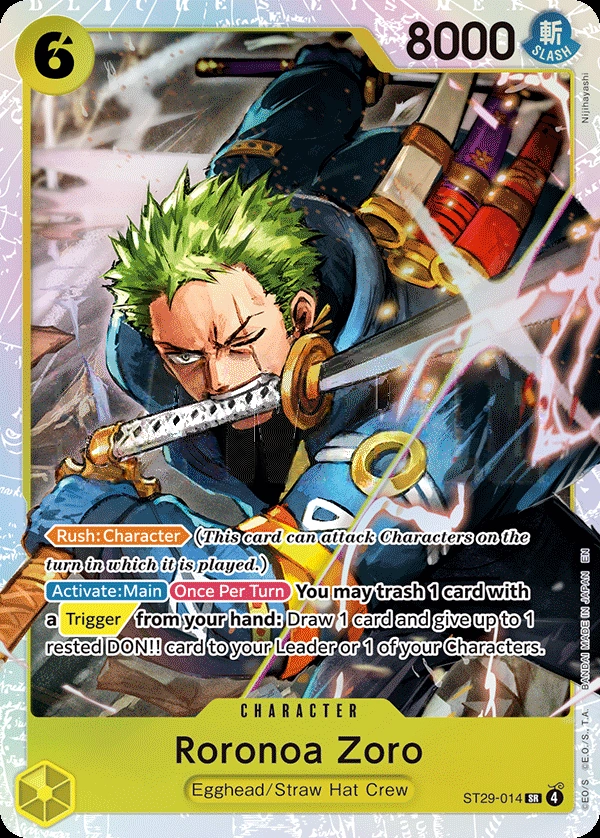 6
8000
斬
SLASH
Nijihayashi
Rush: Character (This card can attack Characters on the
turn in which it is played.)
Activate: Main Once Per Turn You may trash 1 card with
a Trigger from your hand: Draw 1 card and give up to 1
rested DON!! card to your Leader or 1 of your Characters.
CHARACTER
Roronoa Zoro
Egghead/Straw Hat Crew
ST29-014 SR 4
©EO/S ©E.O./S., T.A. BANDAI MADE IN JAPAN EN